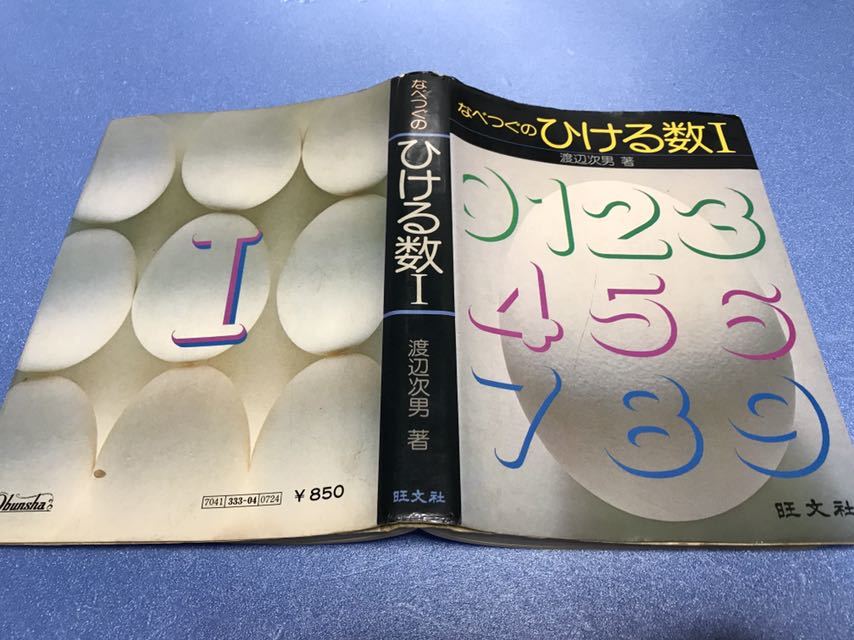 なべつぐの
ひける数I
渡辺次男 著
0123
456
789
旺文社
なべつぐの
ひける数I
渡辺次男 著
旺文社
I
Obunsha
7041 333-04 0724
¥850